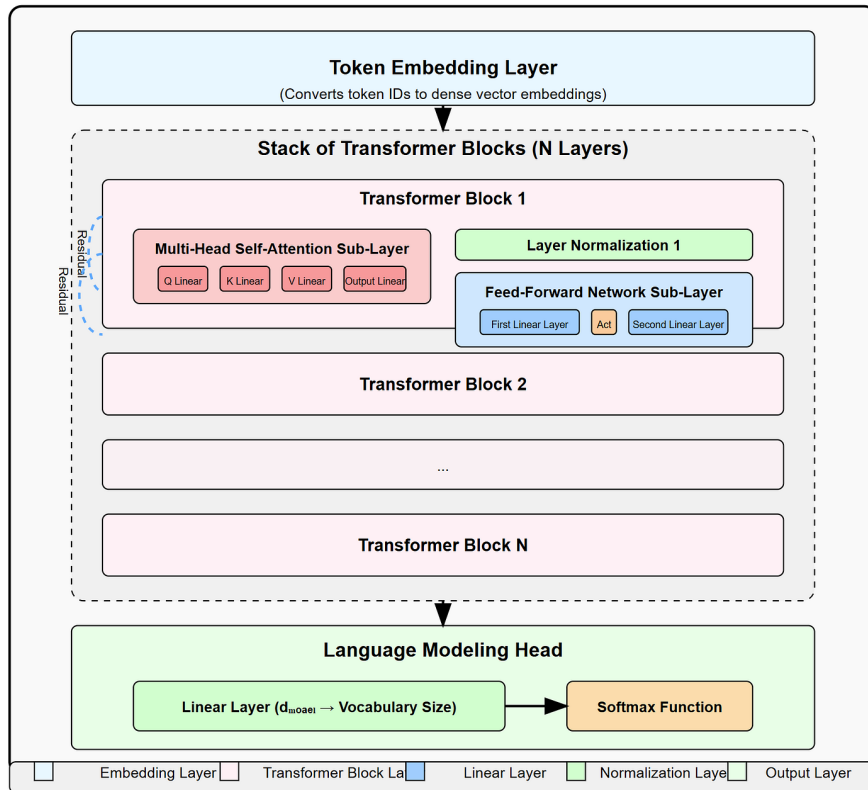 Token Embedding Layer
(Converts token IDs to dense vector embeddings)
Stack of Transformer Blocks (N Layers)
Transformer Block 1
Residual
Residual
Multi-Head Self-Attention Sub-Layer
Q Linear
K Linear
V Linear
Output Linear
Layer Normalization 1
Feed-Forward Network Sub-Layer
First Linear Layer
Act
Second Linear Layer
Transformer Block 2
...
Transformer Block N
Language Modeling Head
Linear Layer (dₘₒₐₑₗ → Vocabulary Size)
Softmax Function
Embedding Layer
Transformer Block La
Linear Layer
Normalization Laye
Output Layer